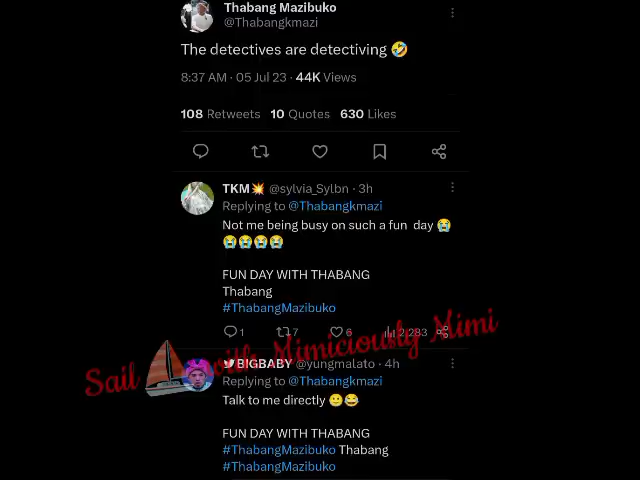 Thabang Mazibuko
@Thabangkmazi
The detectives are detectiving 🤣
8:37 AM · 05 Jul 23 · 44K Views
108 Retweets 10 Quotes 630 Likes
TKM💥 @sylvia_Sylbn · 3h
Replying to @Thabangkmazi
Not me being busy on such a fun day 😭
😭😭😭😭
FUN DAY WITH THABANG
Thabang
#ThabangMazibuko
1 7 6 2,283
Sail with Mimiciously Mimi
BIGBABY @yungmalato · 4h
Replying to @Thabangkmazi
Talk to me directly 🙂😂
FUN DAY WITH THABANG
#ThabangMazibuko Thabang
#ThabangMazibuko